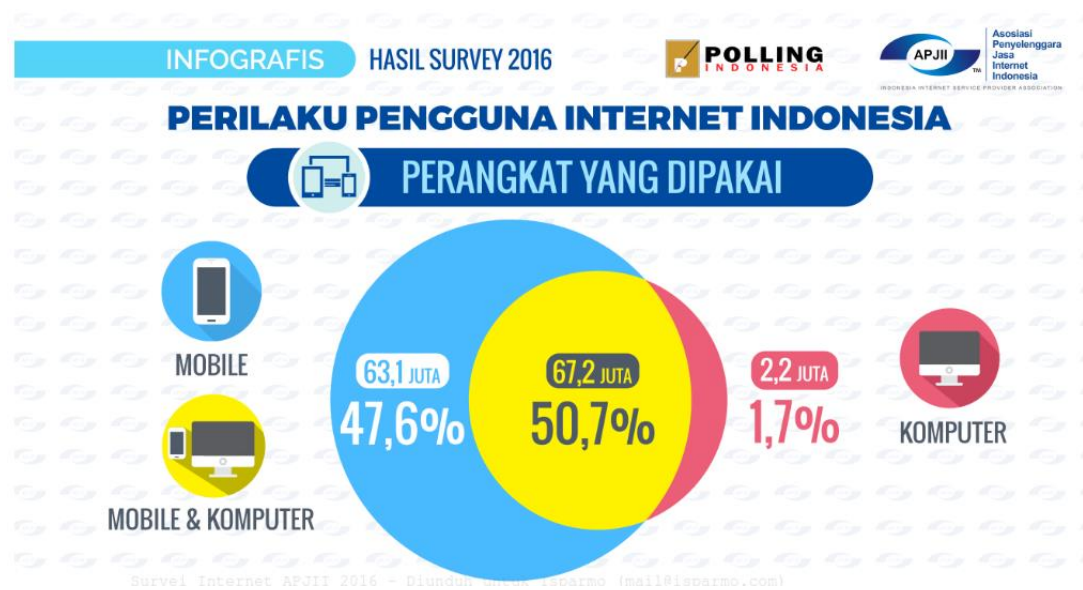 INFOGRAFIS HASIL SURVEY 2016
POLLING
INDONESIA
APJII
TM
Asosiasi
Penyelenggara
Jasa
Internet
Indonesia
INDONESIA INTERNET SERVICE PROVIDER ASSOCIATION
PERILAKU PENGGUNA INTERNET INDONESIA
PERANGKAT YANG DIPAKAI
MOBILE
63,1 JUTA
47,6%
67,2 JUTA
50,7%
2,2 JUTA
1,7%
KOMPUTER
MOBILE & KOMPUTER
Survei Internet APJII 2016 - Diunduh untuk isparmo (mail@isparmo.com)